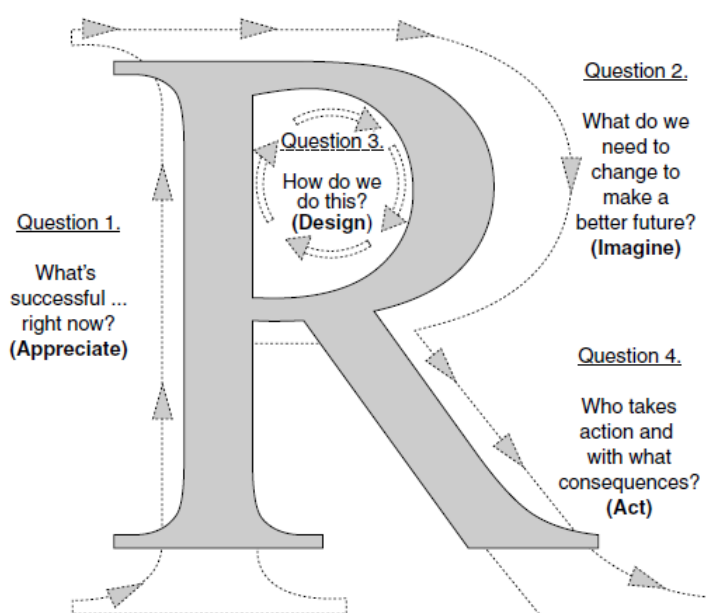 Question 1.
What's
successful ...
right now?
(Appreciate)
Question 2.
What do we
need to
change to
make a
better future?
(Imagine)
Question 3.
How do we
do this?
(Design)
Question 4.
Who takes
action and
with what
consequences?
(Act)
R